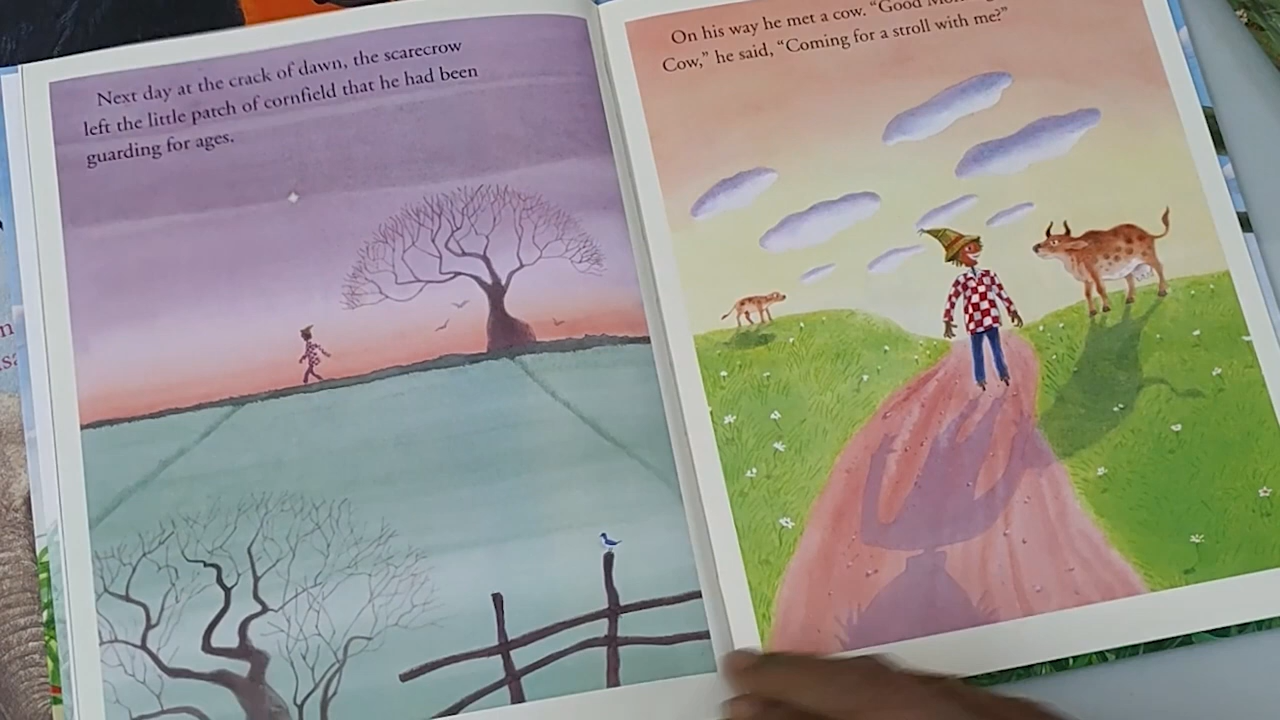 Next day at the crack of dawn, the scarecrow
left the little patch of cornfield that he had been
guarding for ages.
On his way he met a cow. “Good
Cow,” he said, “Coming for a stroll with me?”